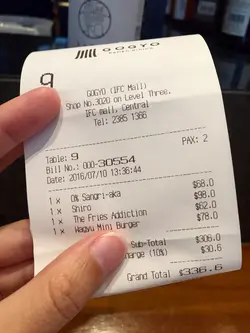 GOGYO
9
GOGYO (IFC Mall)
Shop No.3020 on Level Three,
IFC mall, Central
Tel: 2385 1366
PAX: 2
Table: 9
Bill No.: 000-30554
Date: 2016/07/10 13:36:44
1 x 0% Sangri-aka $68.0
1 x Shiro $98.0
1 x The Fries Addiction $62.0
1 x Wagyu Mini Burger $78.0
Sub-Total $306.0
(10%) $30.6
Grand Total $336.6